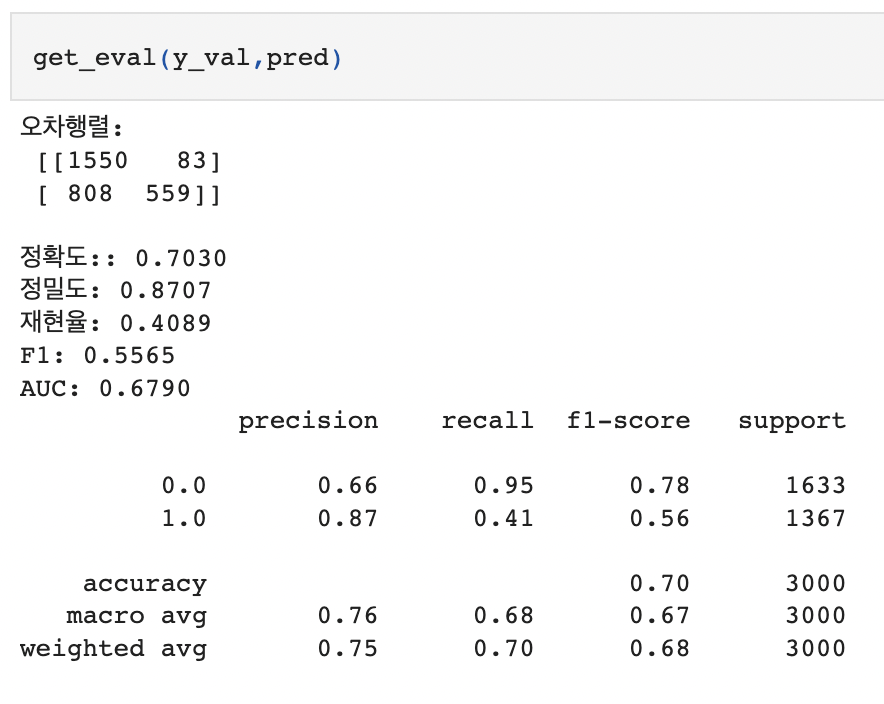 get_eval(y_val,pred)
오차행렬:
[[1550 83]
[ 808 559]]
정확도:: 0.7030
정밀도: 0.8707
재현율: 0.4089
F1: 0.5565
AUC: 0.6790
precision recall f1-score support
0.0 0.66 0.95 0.78 1633
1.0 0.87 0.41 0.56 1367
accuracy 0.70 3000
macro avg 0.76 0.68 0.67 3000
weighted avg 0.75 0.70 0.68 3000